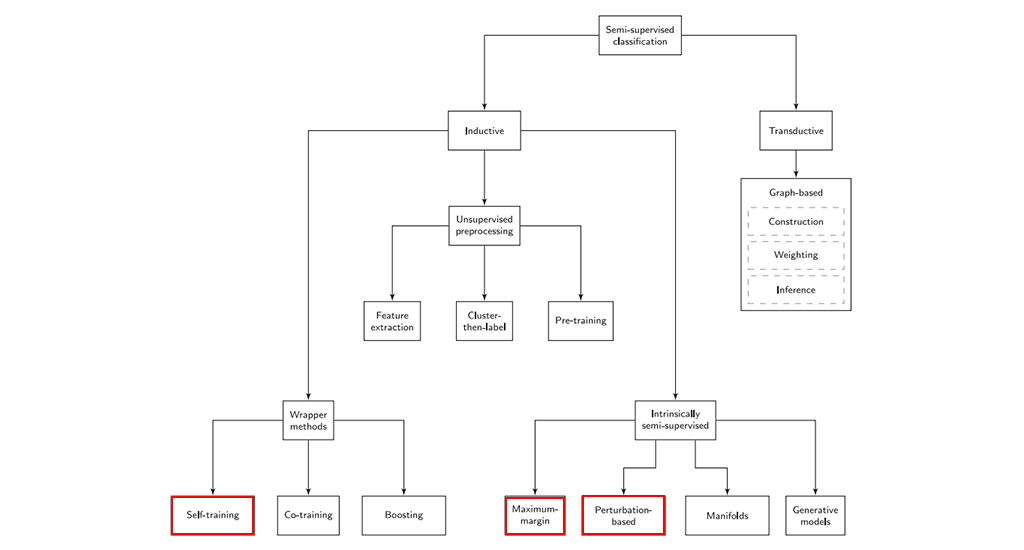 Semi-supervised
classification
Inductive
Transductive
Graph-based
Construction
Weighting
Inference
Unsupervised
preprocessing
Feature
extraction
Cluster-
then-label
Pre-training
Wrapper
methods
Intrinsically
semi-supervised
Self-training
Co-training
Boosting
Maximum-
margin
Perturbation-
based
Manifolds
Generative
models